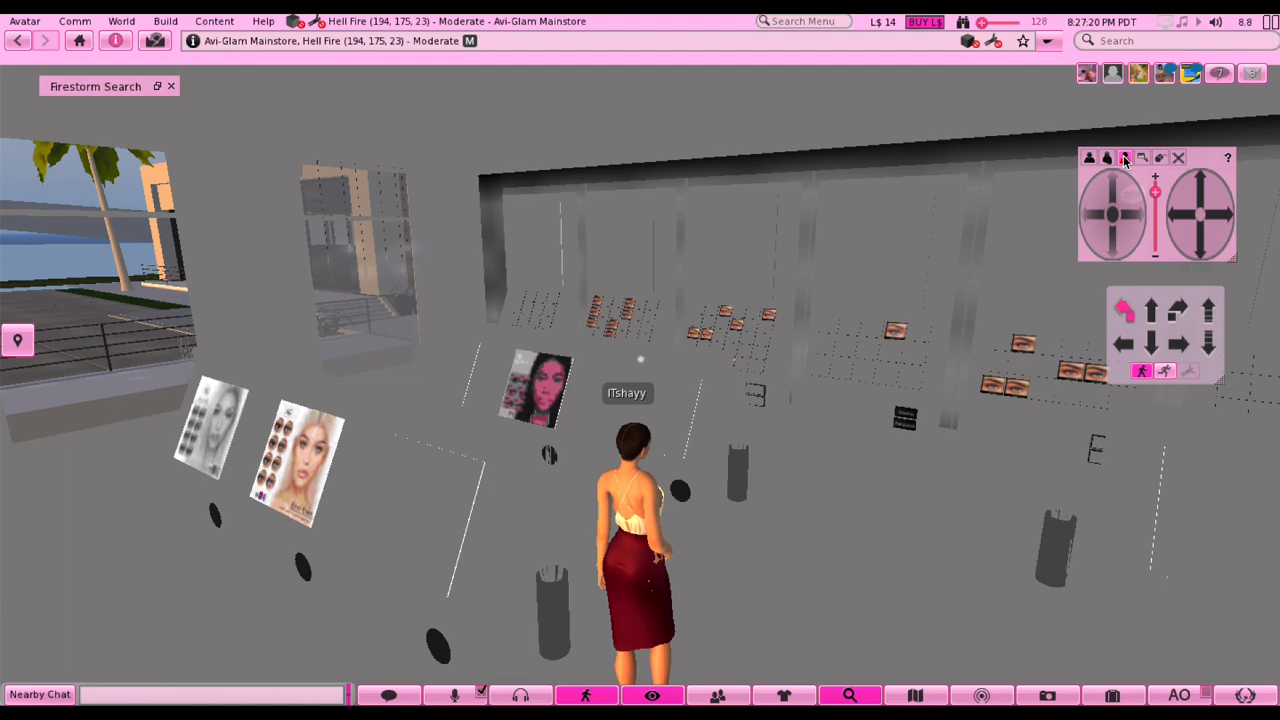 Avatar Comm World Build Content Help Hell Fire (194, 175, 23) - Moderate - Avi-Glam Mainstore Search Menu L$ 14 BUY L$ 128 8:27:20 PM PDT 8.8
Avi-Glam Mainstore, Hell Fire (194, 175, 23) - Moderate M Search
7 3
Firestorm Search
?
+
−
ITshayy
Nearby Chat AO